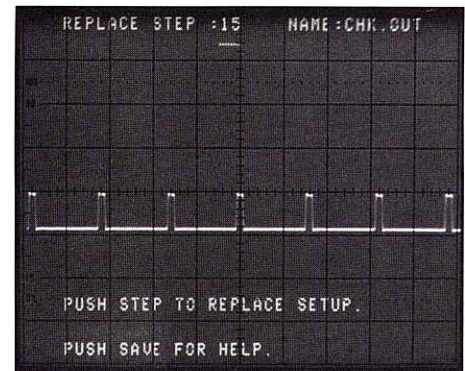 REPLACE STEP :15 NAME:CHK.OUT
PUSH STEP TO REPLACE SETUP.
PUSH SAVE FOR HELP.